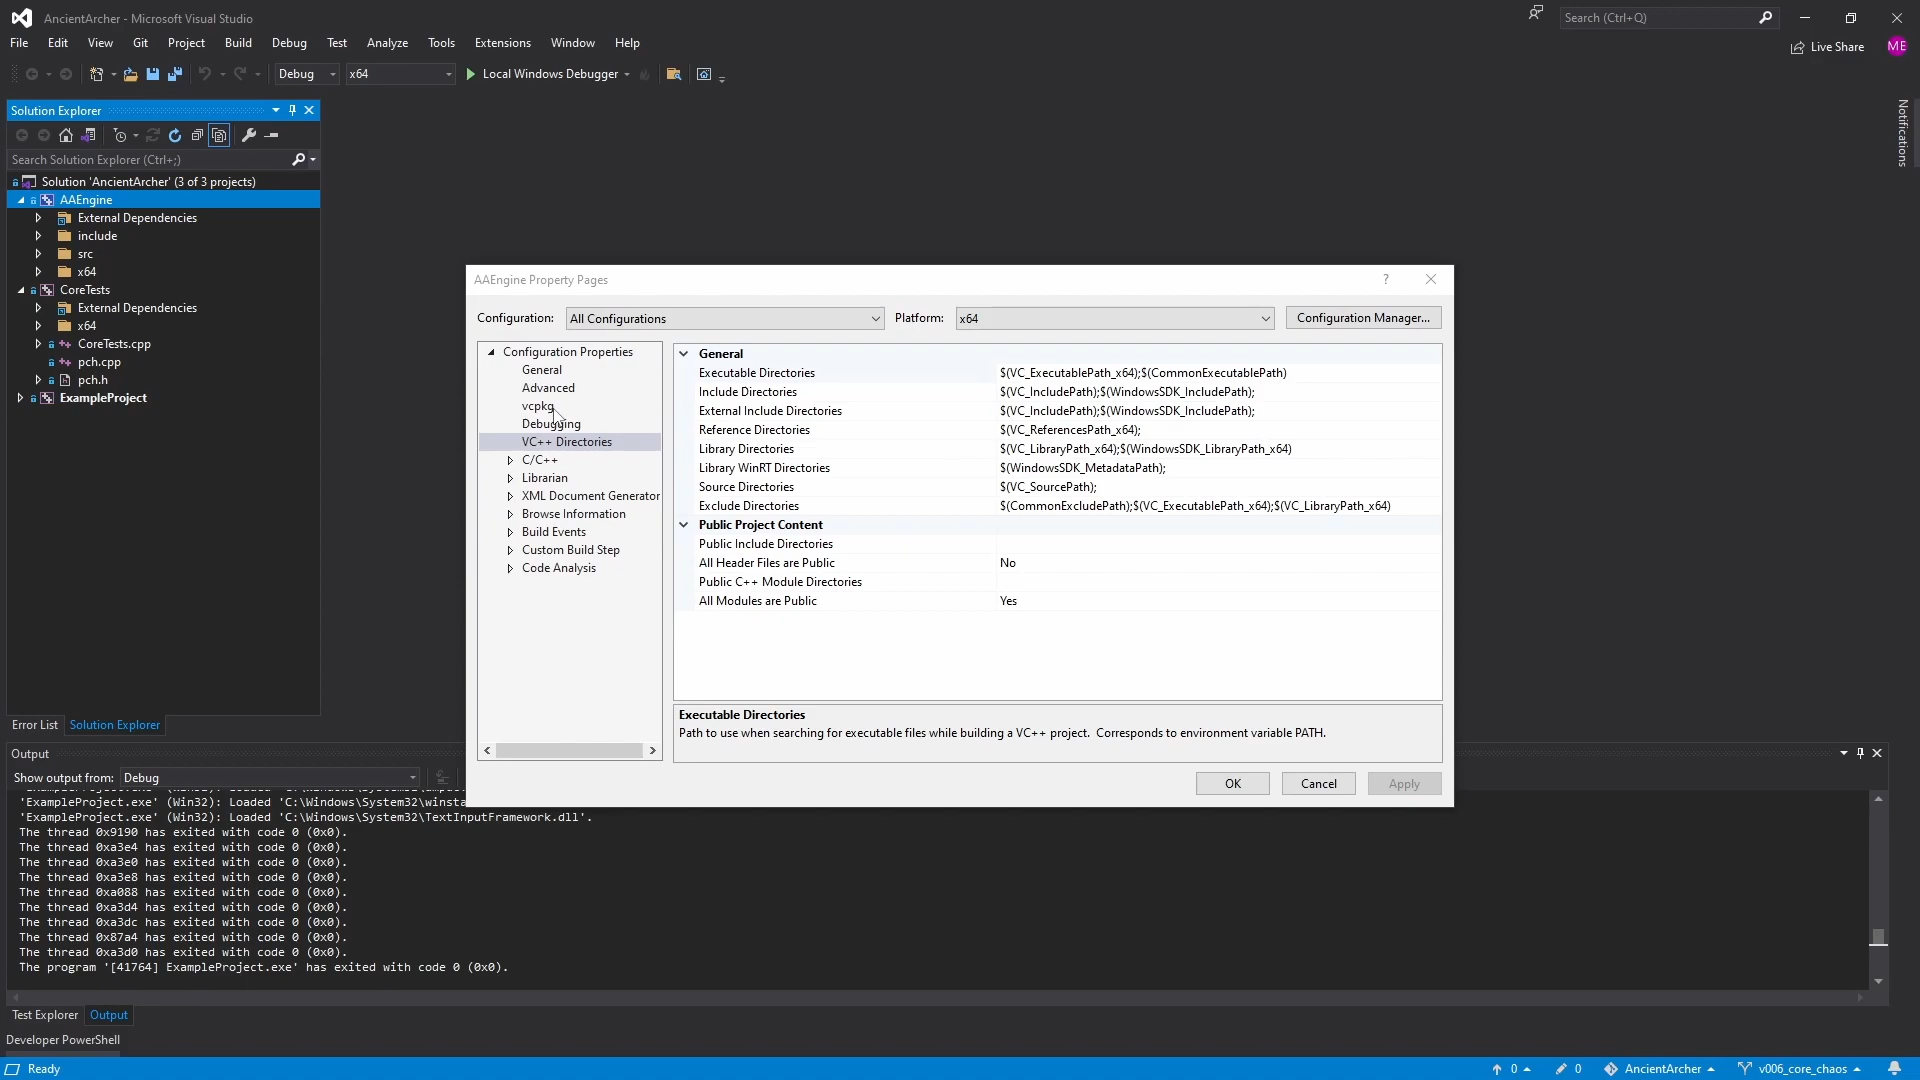 AncientArcher - Microsoft Visual Studio
Search (Ctrl+Q)
File Edit View Git Project Build Debug Test Analyze Tools Extensions Window Help
Live Share
ME
Debug
x64
Local Windows Debugger
Notifications
Solution Explorer
Search Solution Explorer (Ctrl+;)
Solution 'AncientArcher' (3 of 3 projects)
AAEngine
External Dependencies
include
src
x64
CoreTests
External Dependencies
x64
CoreTests.cpp
pch.cpp
pch.h
ExampleProject
Error List
Solution Explorer
AAEngine Property Pages
?
Configuration:
All Configurations
Platform:
x64
Configuration Manager...
Configuration Properties
General
Advanced
vcpkg
Debugging
VC++ Directories
C/C++
Librarian
XML Document Generator
Browse Information
Build Events
Custom Build Step
Code Analysis
General
Executable Directories $(VC_ExecutablePath_x64);$(CommonExecutablePath)
Include Directories $(VC_IncludePath);$(WindowsSDK_IncludePath);
External Include Directories $(VC_IncludePath);$(WindowsSDK_IncludePath);
Reference Directories $(VC_ReferencesPath_x64);
Library Directories $(VC_LibraryPath_x64);$(WindowsSDK_LibraryPath_x64)
Library WinRT Directories $(WindowsSDK_MetadataPath);
Source Directories $(VC_SourcePath);
Exclude Directories $(CommonExcludePath);$(VC_ExecutablePath_x64);$(VC_LibraryPath_x64)
Public Project Content
Public Include Directories
All Header Files are Public No
Public C++ Module Directories
All Modules are Public Yes
Executable Directories
Path to use when searching for executable files while building a VC++ project. Corresponds to environment variable PATH.
OK
Cancel
Apply
Output
Show output from: Debug
'ExampleProject.exe' (Win32): Loaded 'C:\Windows\System32\winsta
'ExampleProject.exe' (Win32): Loaded 'C:\Windows\System32\TextInputFramework.dll'.
The thread 0x9190 has exited with code 0 (0x0).
The thread 0xa3e4 has exited with code 0 (0x0).
The thread 0xa3e0 has exited with code 0 (0x0).
The thread 0xa3e8 has exited with code 0 (0x0).
The thread 0xa088 has exited with code 0 (0x0).
The thread 0xa3d4 has exited with code 0 (0x0).
The thread 0xa3dc has exited with code 0 (0x0).
The thread 0x87a4 has exited with code 0 (0x0).
The thread 0xa3d0 has exited with code 0 (0x0).
The program '[41764] ExampleProject.exe' has exited with code 0 (0x0).
Test Explorer
Output
Developer PowerShell
Ready
0
0
AncientArcher
v006_core_chaos